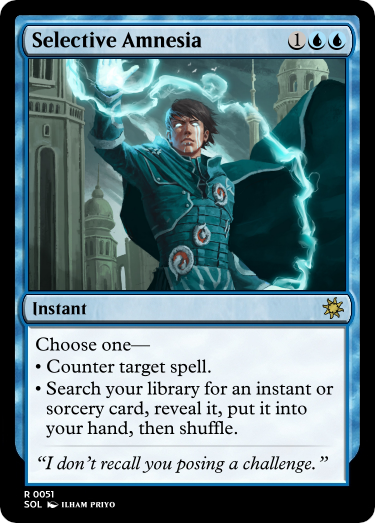 Selective Amnesia 1
Instant
Choose one—
• Counter target spell.
• Search your library for an instant or
sorcery card, reveal it, put it into
your hand, then shuffle.
“I don’t recall you posing a challenge.”
R 0051
SOL ILHAM PRIYO